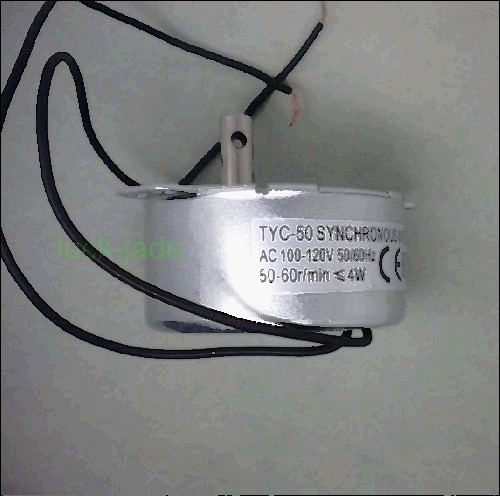 TYC-50 SYNCHRONOUS
AC 100-120V 50/60Hz
50-60r/min ≤ 4W
CE
luck-jade